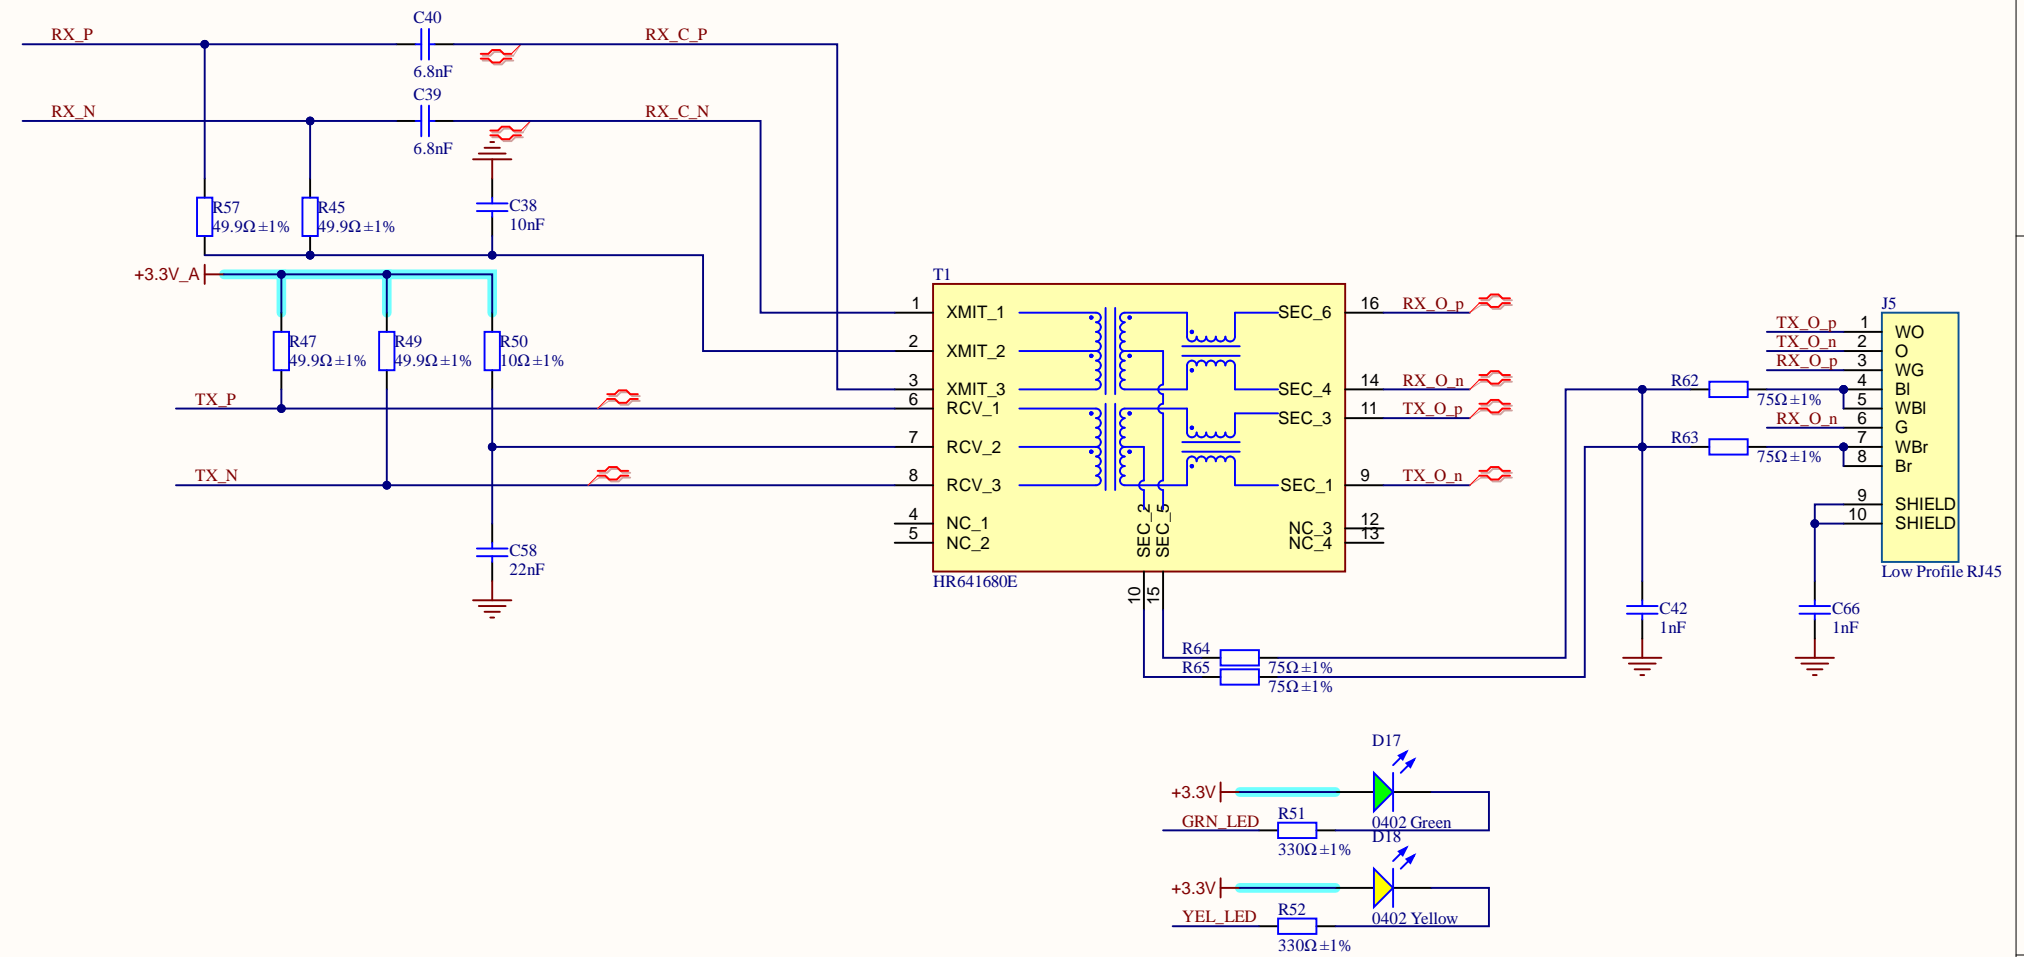 C40
RX_P
RX_C_P
6.8nF
C39
RX_N
RX_C_N
6.8nF
R57
49.9Ω±1%
R45
49.9Ω±1%
C38
10nF
+3.3V_A
R47
49.9Ω±1%
R49
49.9Ω±1%
R50
10Ω±1%
TX_P
TX_N
C58
22nF
T1
1
XMIT_1
2
XMIT_2
3
XMIT_3
6
RCV_1
7
RCV_2
8
RCV_3
4
NC_1
5
NC_2
SEC_6
16
RX_O_p
SEC_4
14
RX_O_n
SEC_3
11
TX_O_p
SEC_1
9
TX_O_n
NC_3
12
NC_4
13
SEC_2
SEC_5
10
15
HR641680E
R64
75Ω±1%
R65
75Ω±1%
J5
TX_O_p
1
WO
TX_O_n
2
O
RX_O_p
3
WG
R62
75Ω±1%
4
Bl
5
WBl
RX_O_n
6
G
R63
75Ω±1%
7
WBr
8
Br
9
SHIELD
10
SHIELD
Low Profile RJ45
C42
1nF
C66
1nF
D17
+3.3V
R51
GRN_LED
0402 Green
330Ω±1%
D18
+3.3V
R52
YEL_LED
0402 Yellow
330Ω±1%